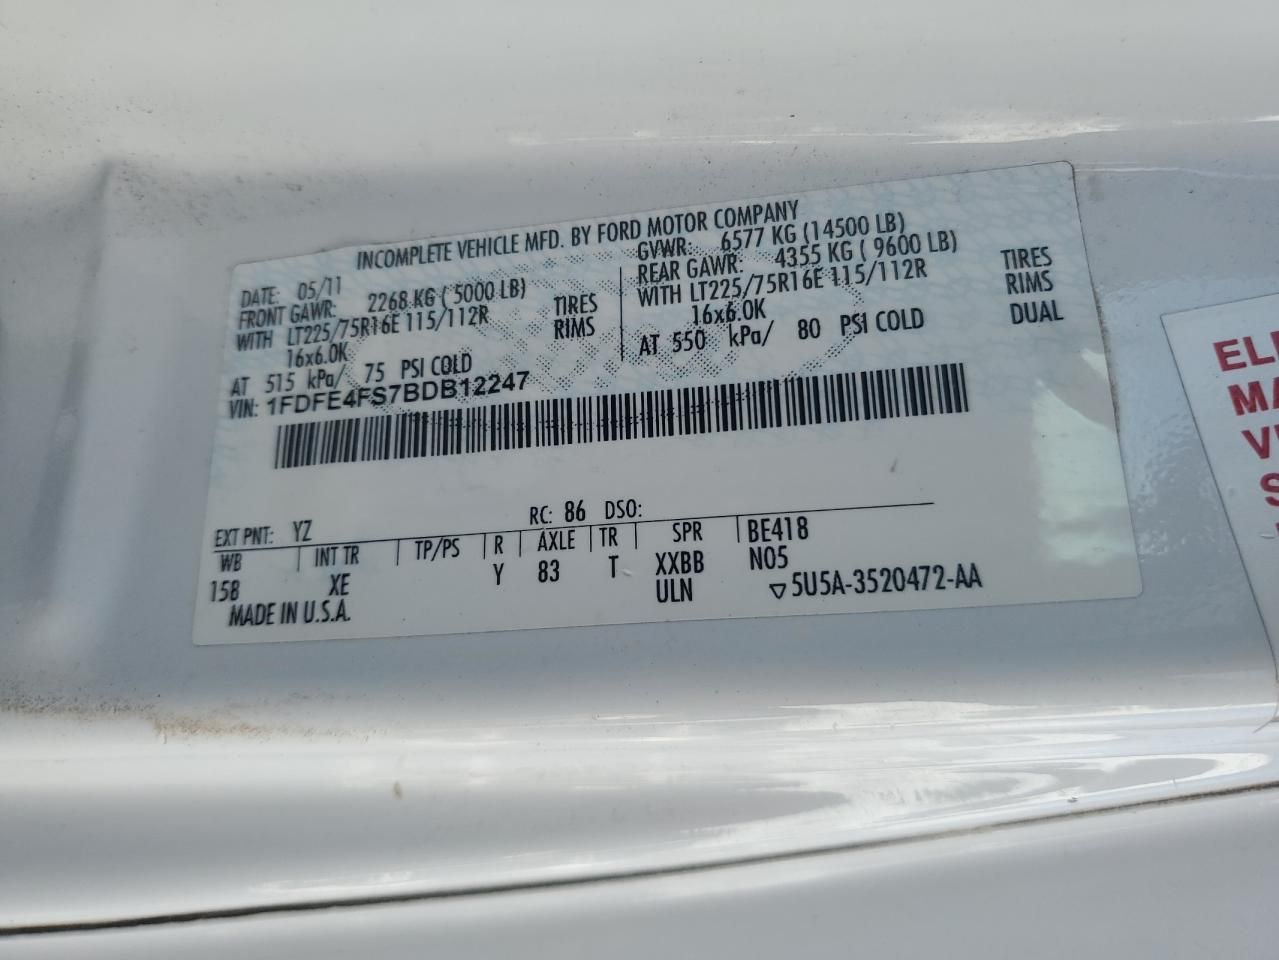 INCOMPLETE VEHICLE MFD. BY FORD MOTOR COMPANY
DATE: 05/11
GVWR: 6577 KG (14500 LB)
FRONT GAWR: 2268 KG ( 5000 LB)
REAR GAWR: 4355 KG ( 9600 LB)
WITH LT225/75R16E 115/112R TIRES
WITH LT225/75R16E 115/112R TIRES
16x6.0K RIMS
16x6.0K RIMS
AT 515 kPa/ 75 PSI COLD
AT 550 kPa/ 80 PSI COLD DUAL
VIN: 1FDFE4FS7BDB12247
EXT PNT: YZ RC: 86 DSO:
WB INT TR TP/PS R AXLE TR SPR BE418
158 XE Y 83 T XXBB N05
ULN ▽5U5A-3520472-AA
MADE IN U.S.A.